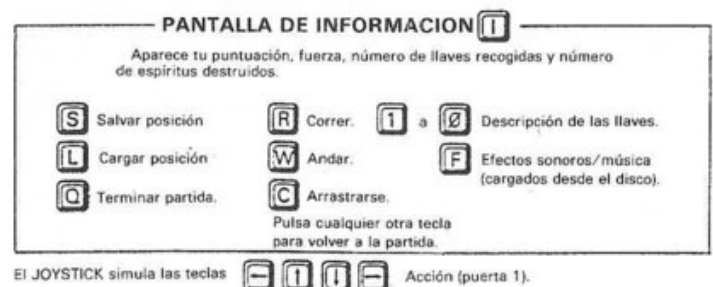 PANTALLA DE INFORMACION I
Aparece tu puntuación, fuerza, número de llaves recogidas y número
de espíritus destruidos.
S Salvar posición R Correr. 1 a Ø Descripción de las llaves.
L Cargar posición W Andar. F Efectos sonoros/música
(cargados desde el disco).
Q Terminar partida. C Arrastrarse.
Pulsa cualquier otra tecla
para volver a la partida.
El JOYSTICK simula las teclas ← ↑ ↓ → Acción (puerta 1).